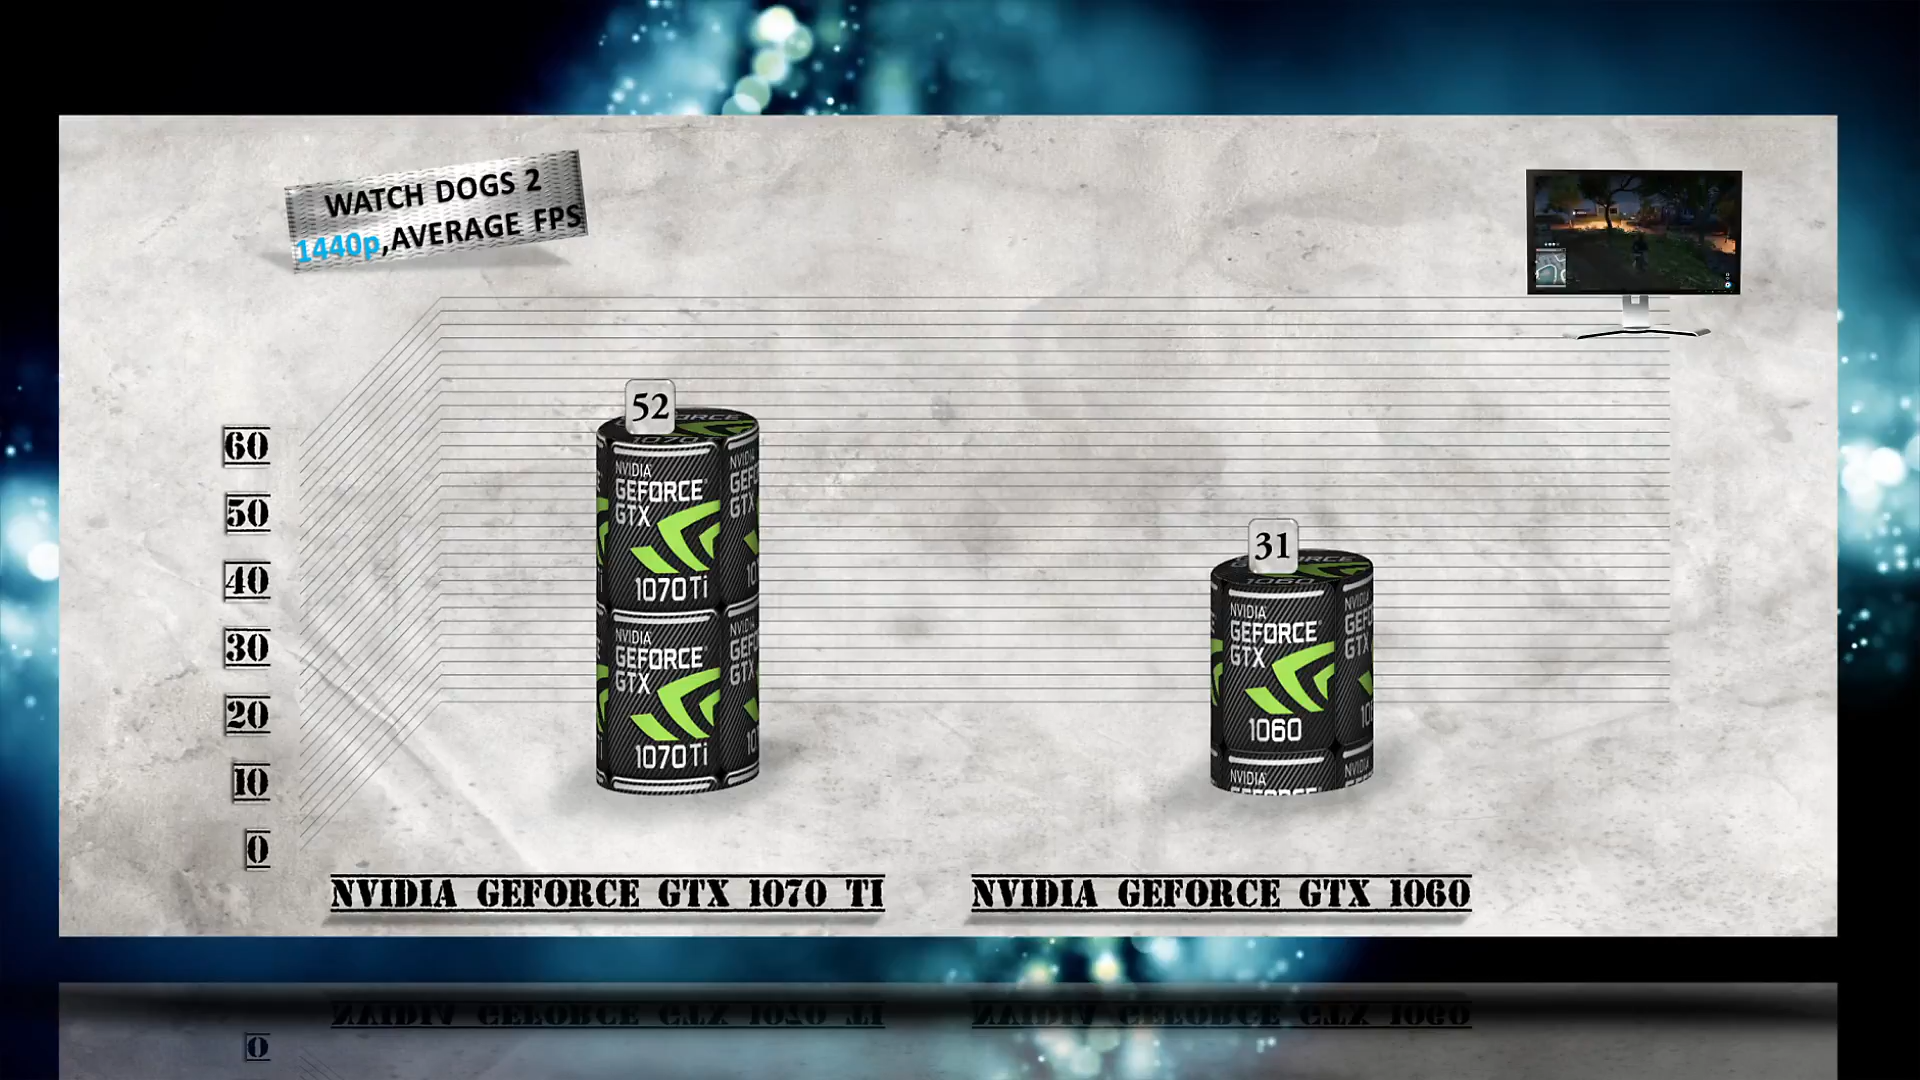 WATCH DOGS 2
1440p,AVERAGE FPS
60
50
40
30
20
10
0
52
NVIDIA
GEFORCE
GTX
1070Ti
NVIDIA
GEFORCE
GTX
1070Ti
31
NVIDIA
GEFORCE
GTX
1060
NVIDIA
GEFORCE
NVIDIA GEFORCE GTX 1070 TI
NVIDIA GEFORCE GTX 1060